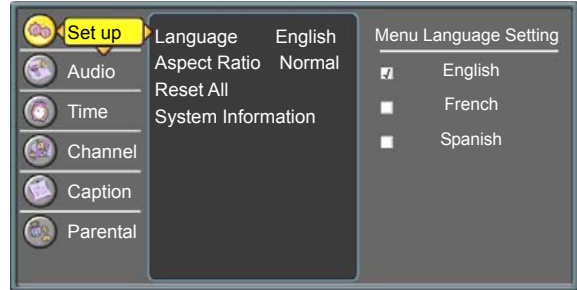 Set up
Audio
Time
Channel
Caption
Parental
Language English
Aspect Ratio Normal
Reset All
System Information
Menu Language Setting
English
French
Spanish